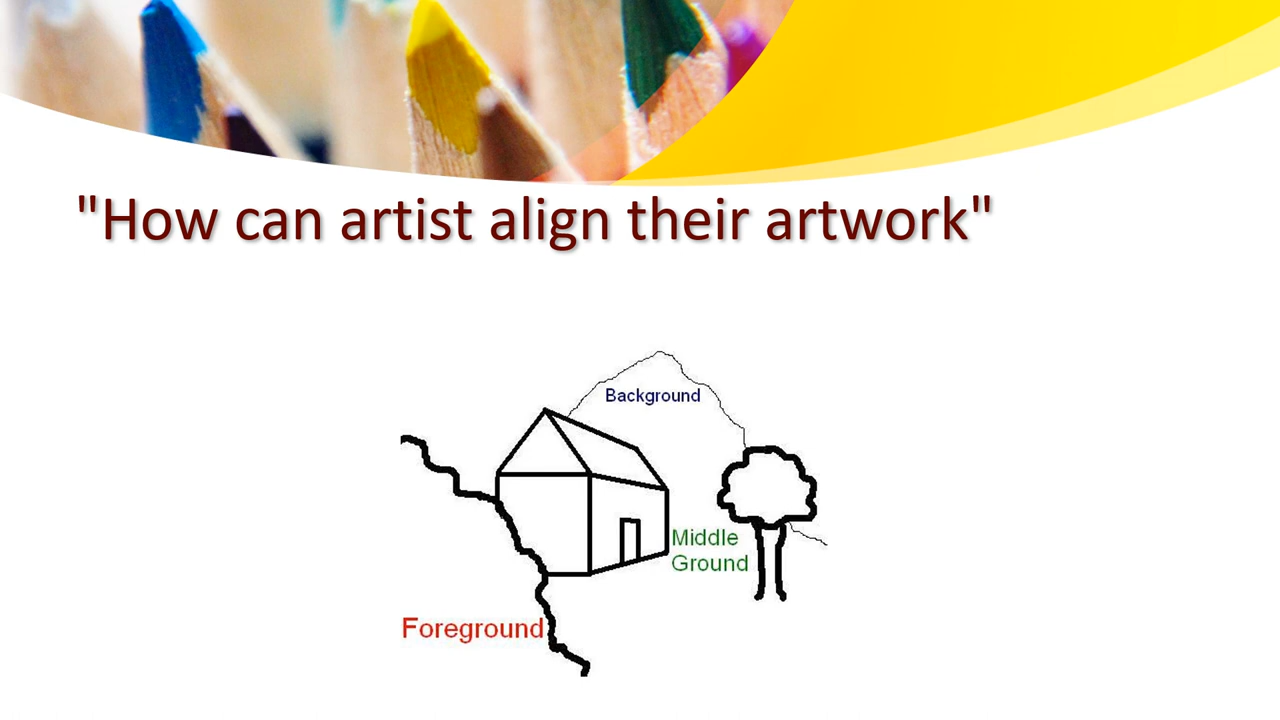 "How can artist align their artwork"
Background
Middle
Ground
Foreground